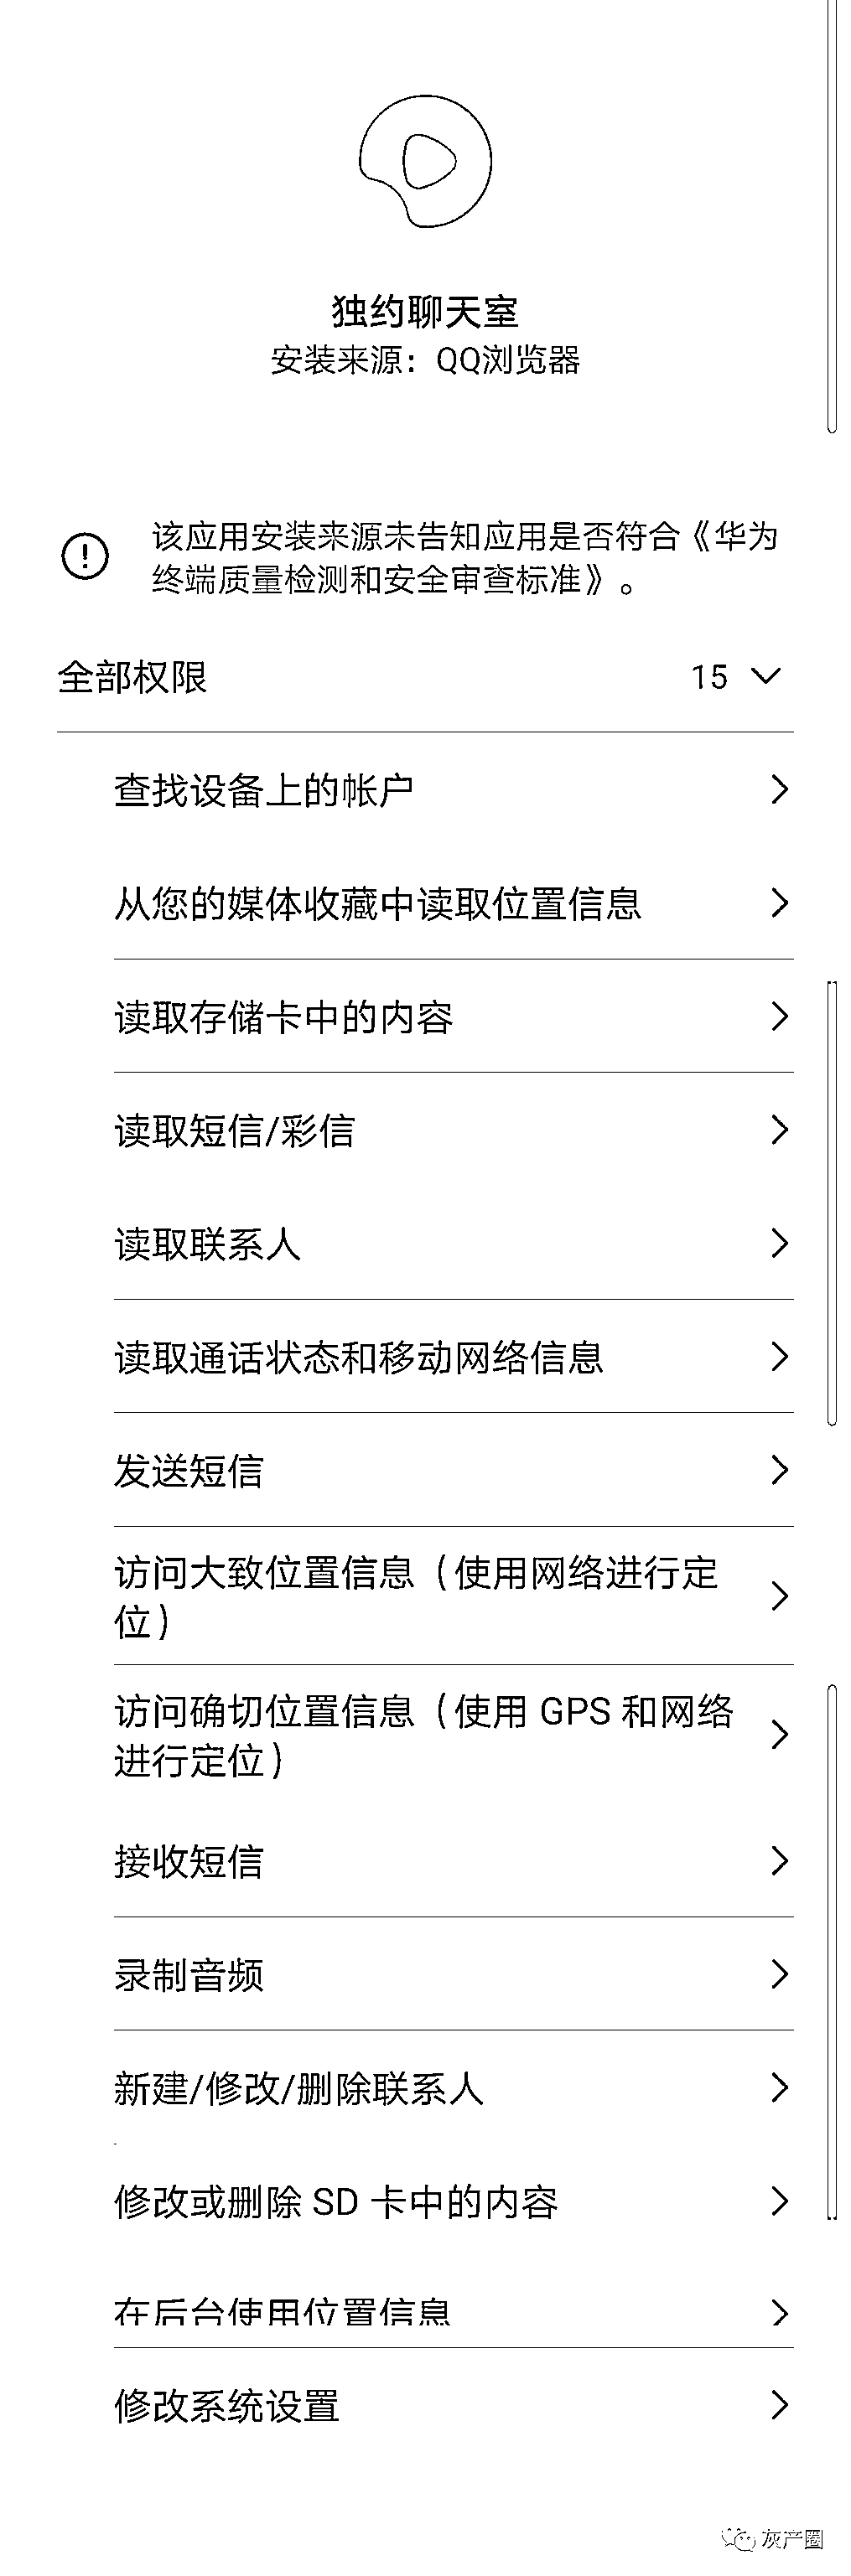 独约聊天室
安装来源：QQ浏览器
该应用安装来源未告知应用是否符合《华为
终端质量检测和安全审查标准》。
全部权限 15
查找设备上的帐户
从您的媒体收藏中读取位置信息
读取存储卡中的内容
读取短信/彩信
读取联系人
读取通话状态和移动网络信息
发送短信
访问大致位置信息（使用网络进行定
位）
访问确切位置信息（使用 GPS 和网络
进行定位）
接收短信
录制音频
新建/修改/删除联系人
修改或删除 SD 卡中的内容
在后台使用位置信息
修改系统设置
灰产圈